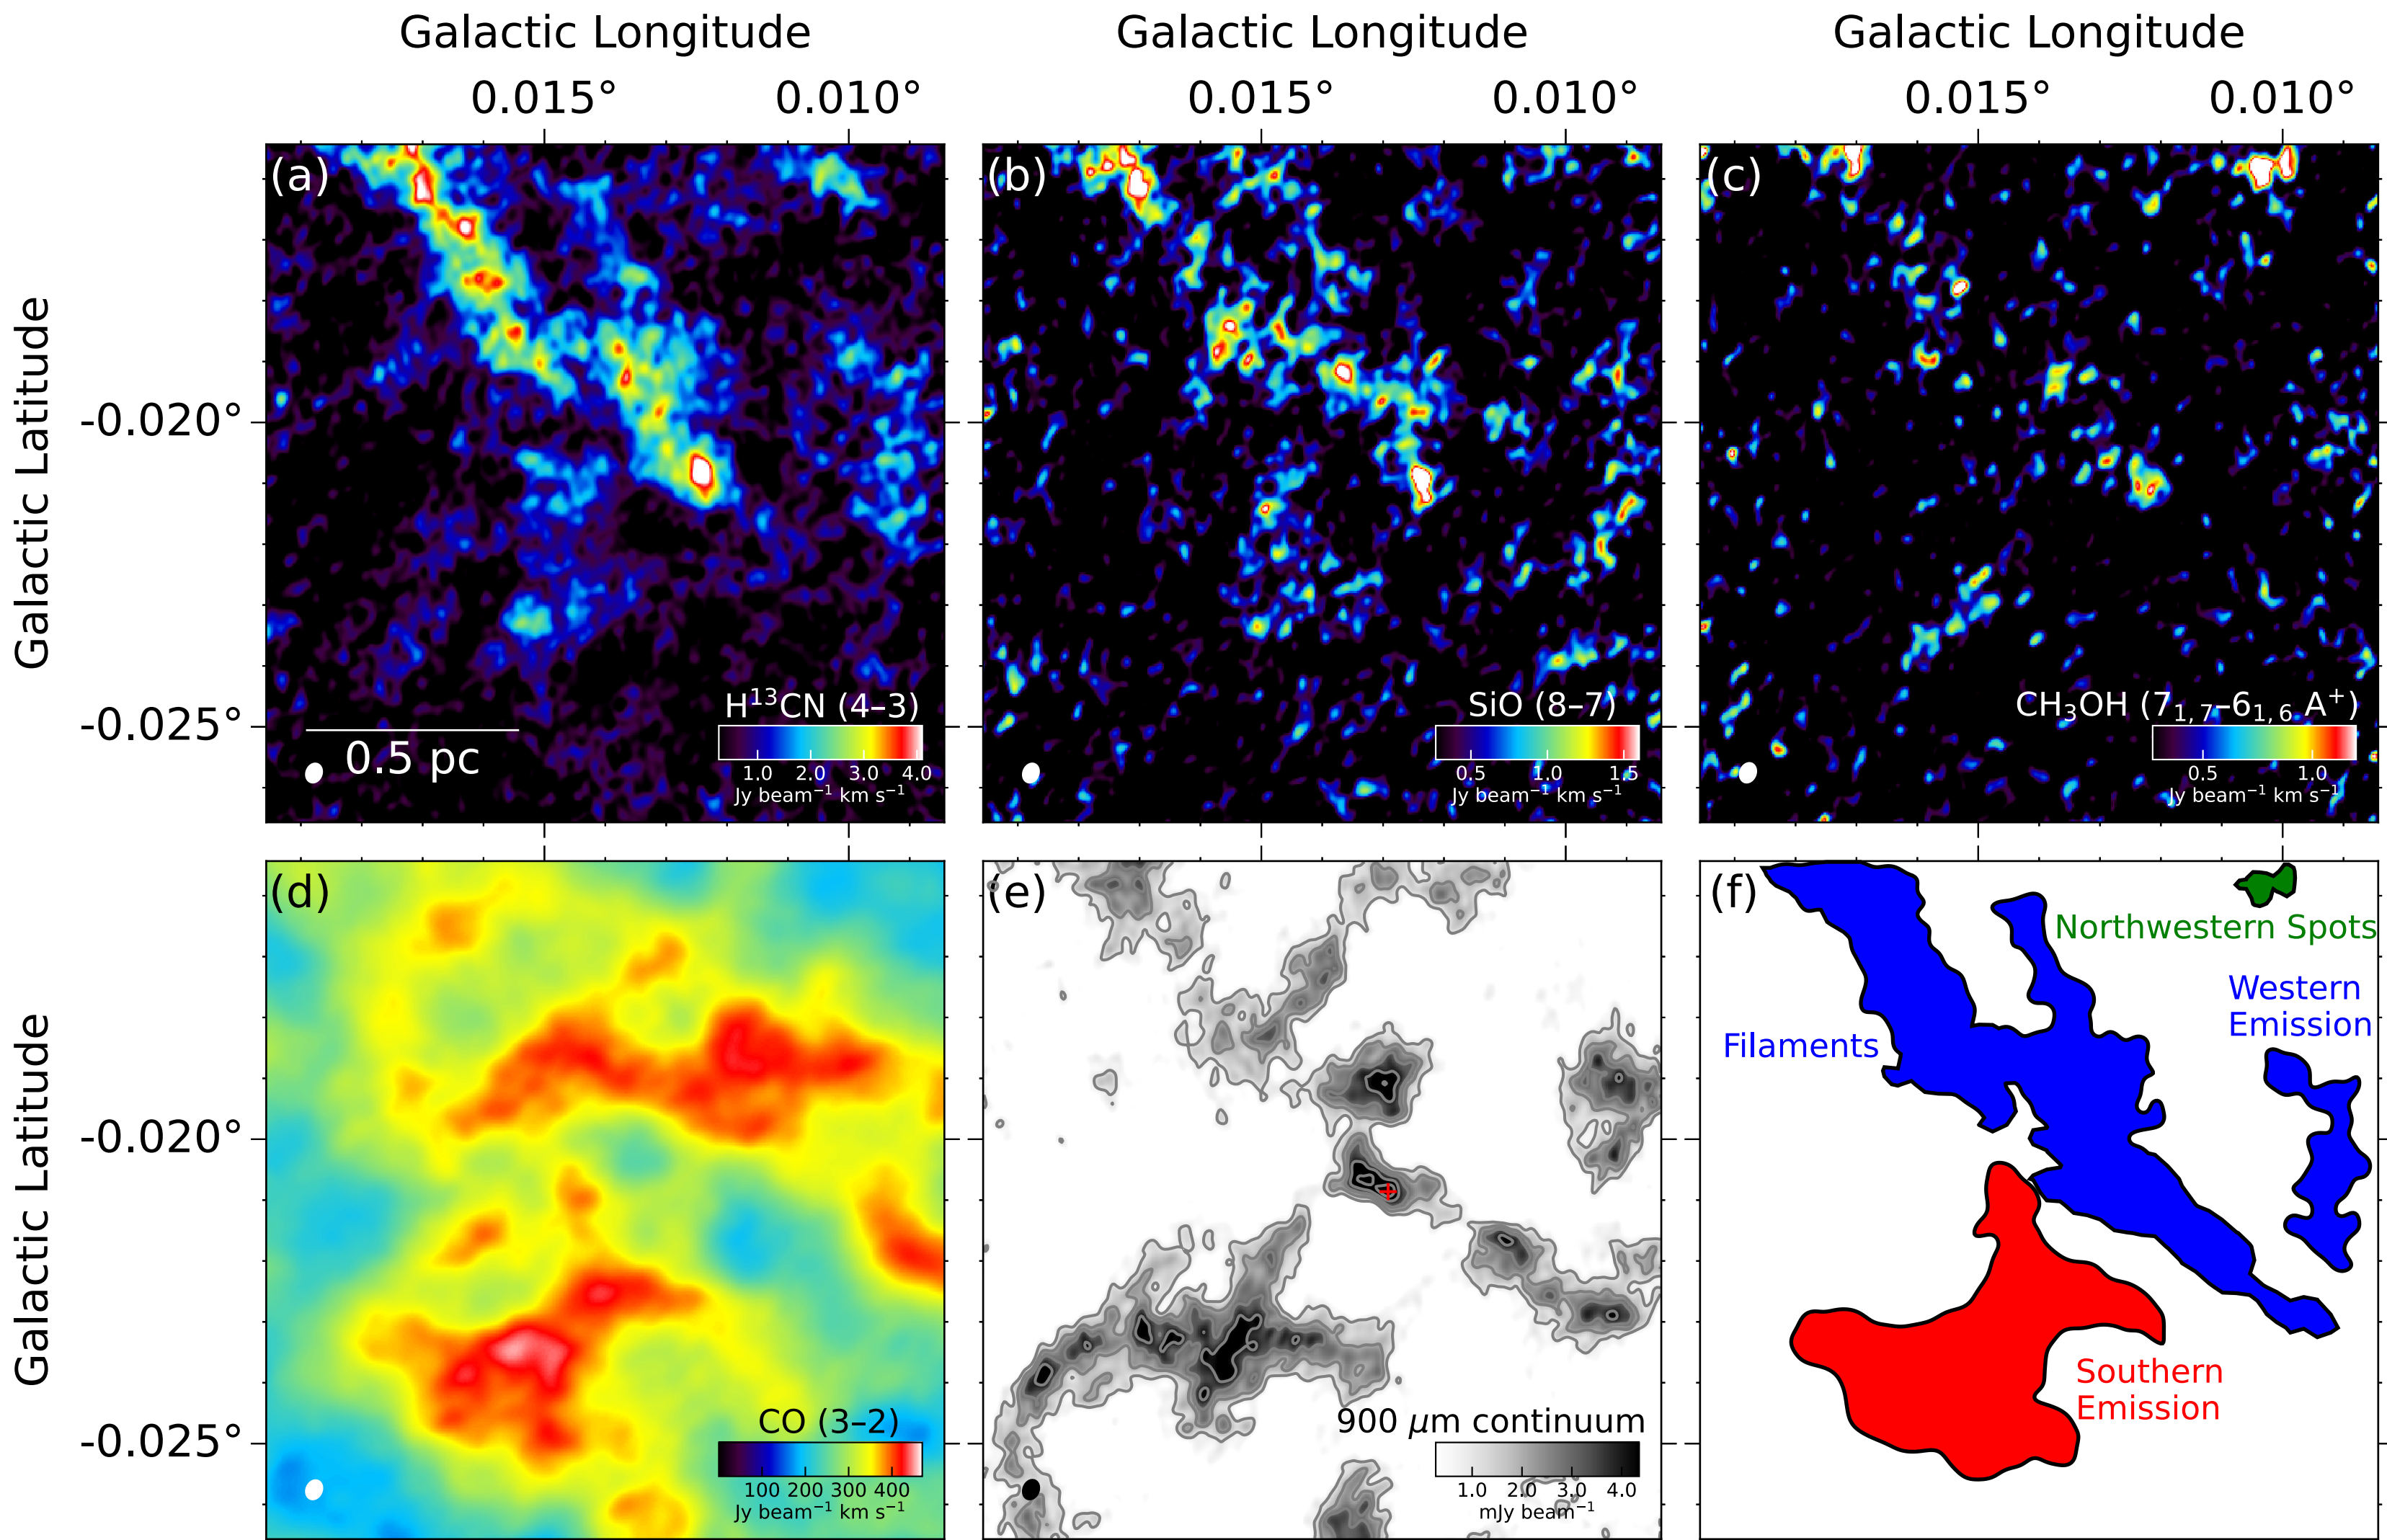 Galactic Longitude Galactic Longitude Galactic Longitude
0.015° 0.010° 0.015° 0.010° 0.015° 0.010°
Galactic Latitude
-0.020°
-0.025°
(a)
H¹³CN (4–3)
0.5 pc
1.0 2.0 3.0 4.0
Jy beam⁻¹ km s⁻¹
(b)
SiO (8–7)
0.5 1.0 1.5
Jy beam⁻¹ km s⁻¹
(c)
CH₃OH (7₁,₇–6₁,₆ A⁺)
0.5 1.0
Jy beam⁻¹ km s⁻¹
Galactic Latitude
-0.020°
-0.025°
(d)
CO (3–2)
100 200 300 400
Jy beam⁻¹ km s⁻¹
(e)
900 μm continuum
1.0 2.0 3.0 4.0
mJy beam⁻¹
(f)
Northwestern Spots
Western
Emission
Filaments
Southern
Emission